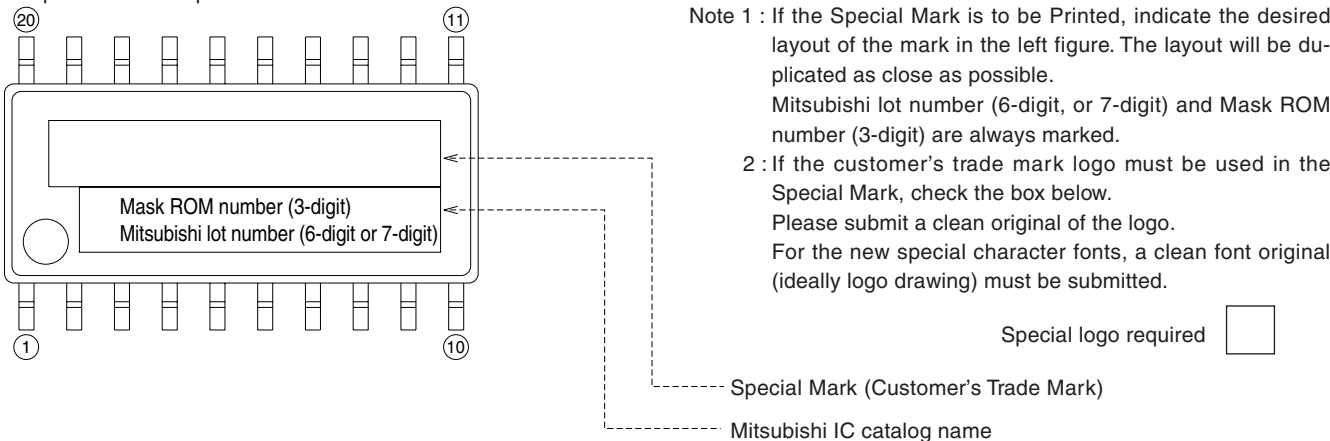 20
11
Mask ROM number (3-digit)
Mitsubishi lot number (6-digit or 7-digit)
1
10
Note 1 : If the Special Mark is to be Printed, indicate the desired
layout of the mark in the left figure. The layout will be du-
plicated as close as possible.
Mitsubishi lot number (6-digit, or 7-digit) and Mask ROM
number (3-digit) are always marked.
2 : If the customer's trade mark logo must be used in the
Special Mark, check the box below.
Please submit a clean original of the logo.
For the new special character fonts, a clean font original
(ideally logo drawing) must be submitted.
Special logo required
Special Mark (Customer's Trade Mark)
Mitsubishi IC catalog name